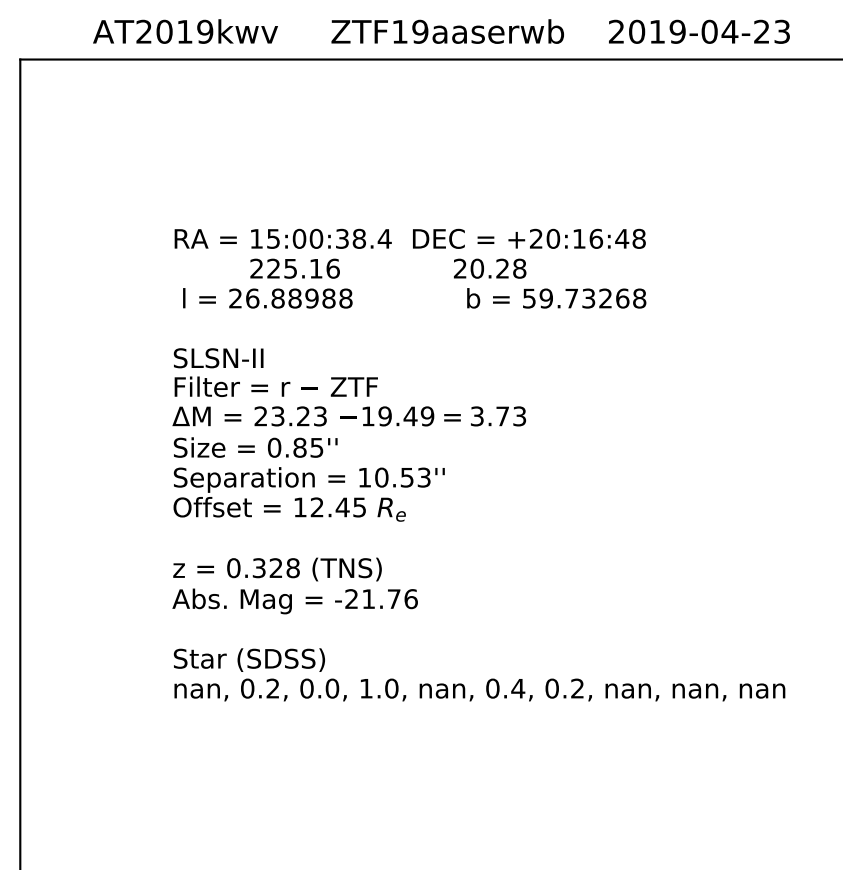 AT2019kwv ZTF19aaserwb 2019-04-23
RA = 15:00:38.4 DEC = +20:16:48
225.16 20.28
l = 26.88988 b = 59.73268
SLSN-II
Filter = r − ZTF
ΔM = 23.23 −19.49 = 3.73
Size = 0.85''
Separation = 10.53''
Offset = 12.45 Rₑ
z = 0.328 (TNS)
Abs. Mag = -21.76
Star (SDSS)
nan, 0.2, 0.0, 1.0, nan, 0.4, 0.2, nan, nan, nan